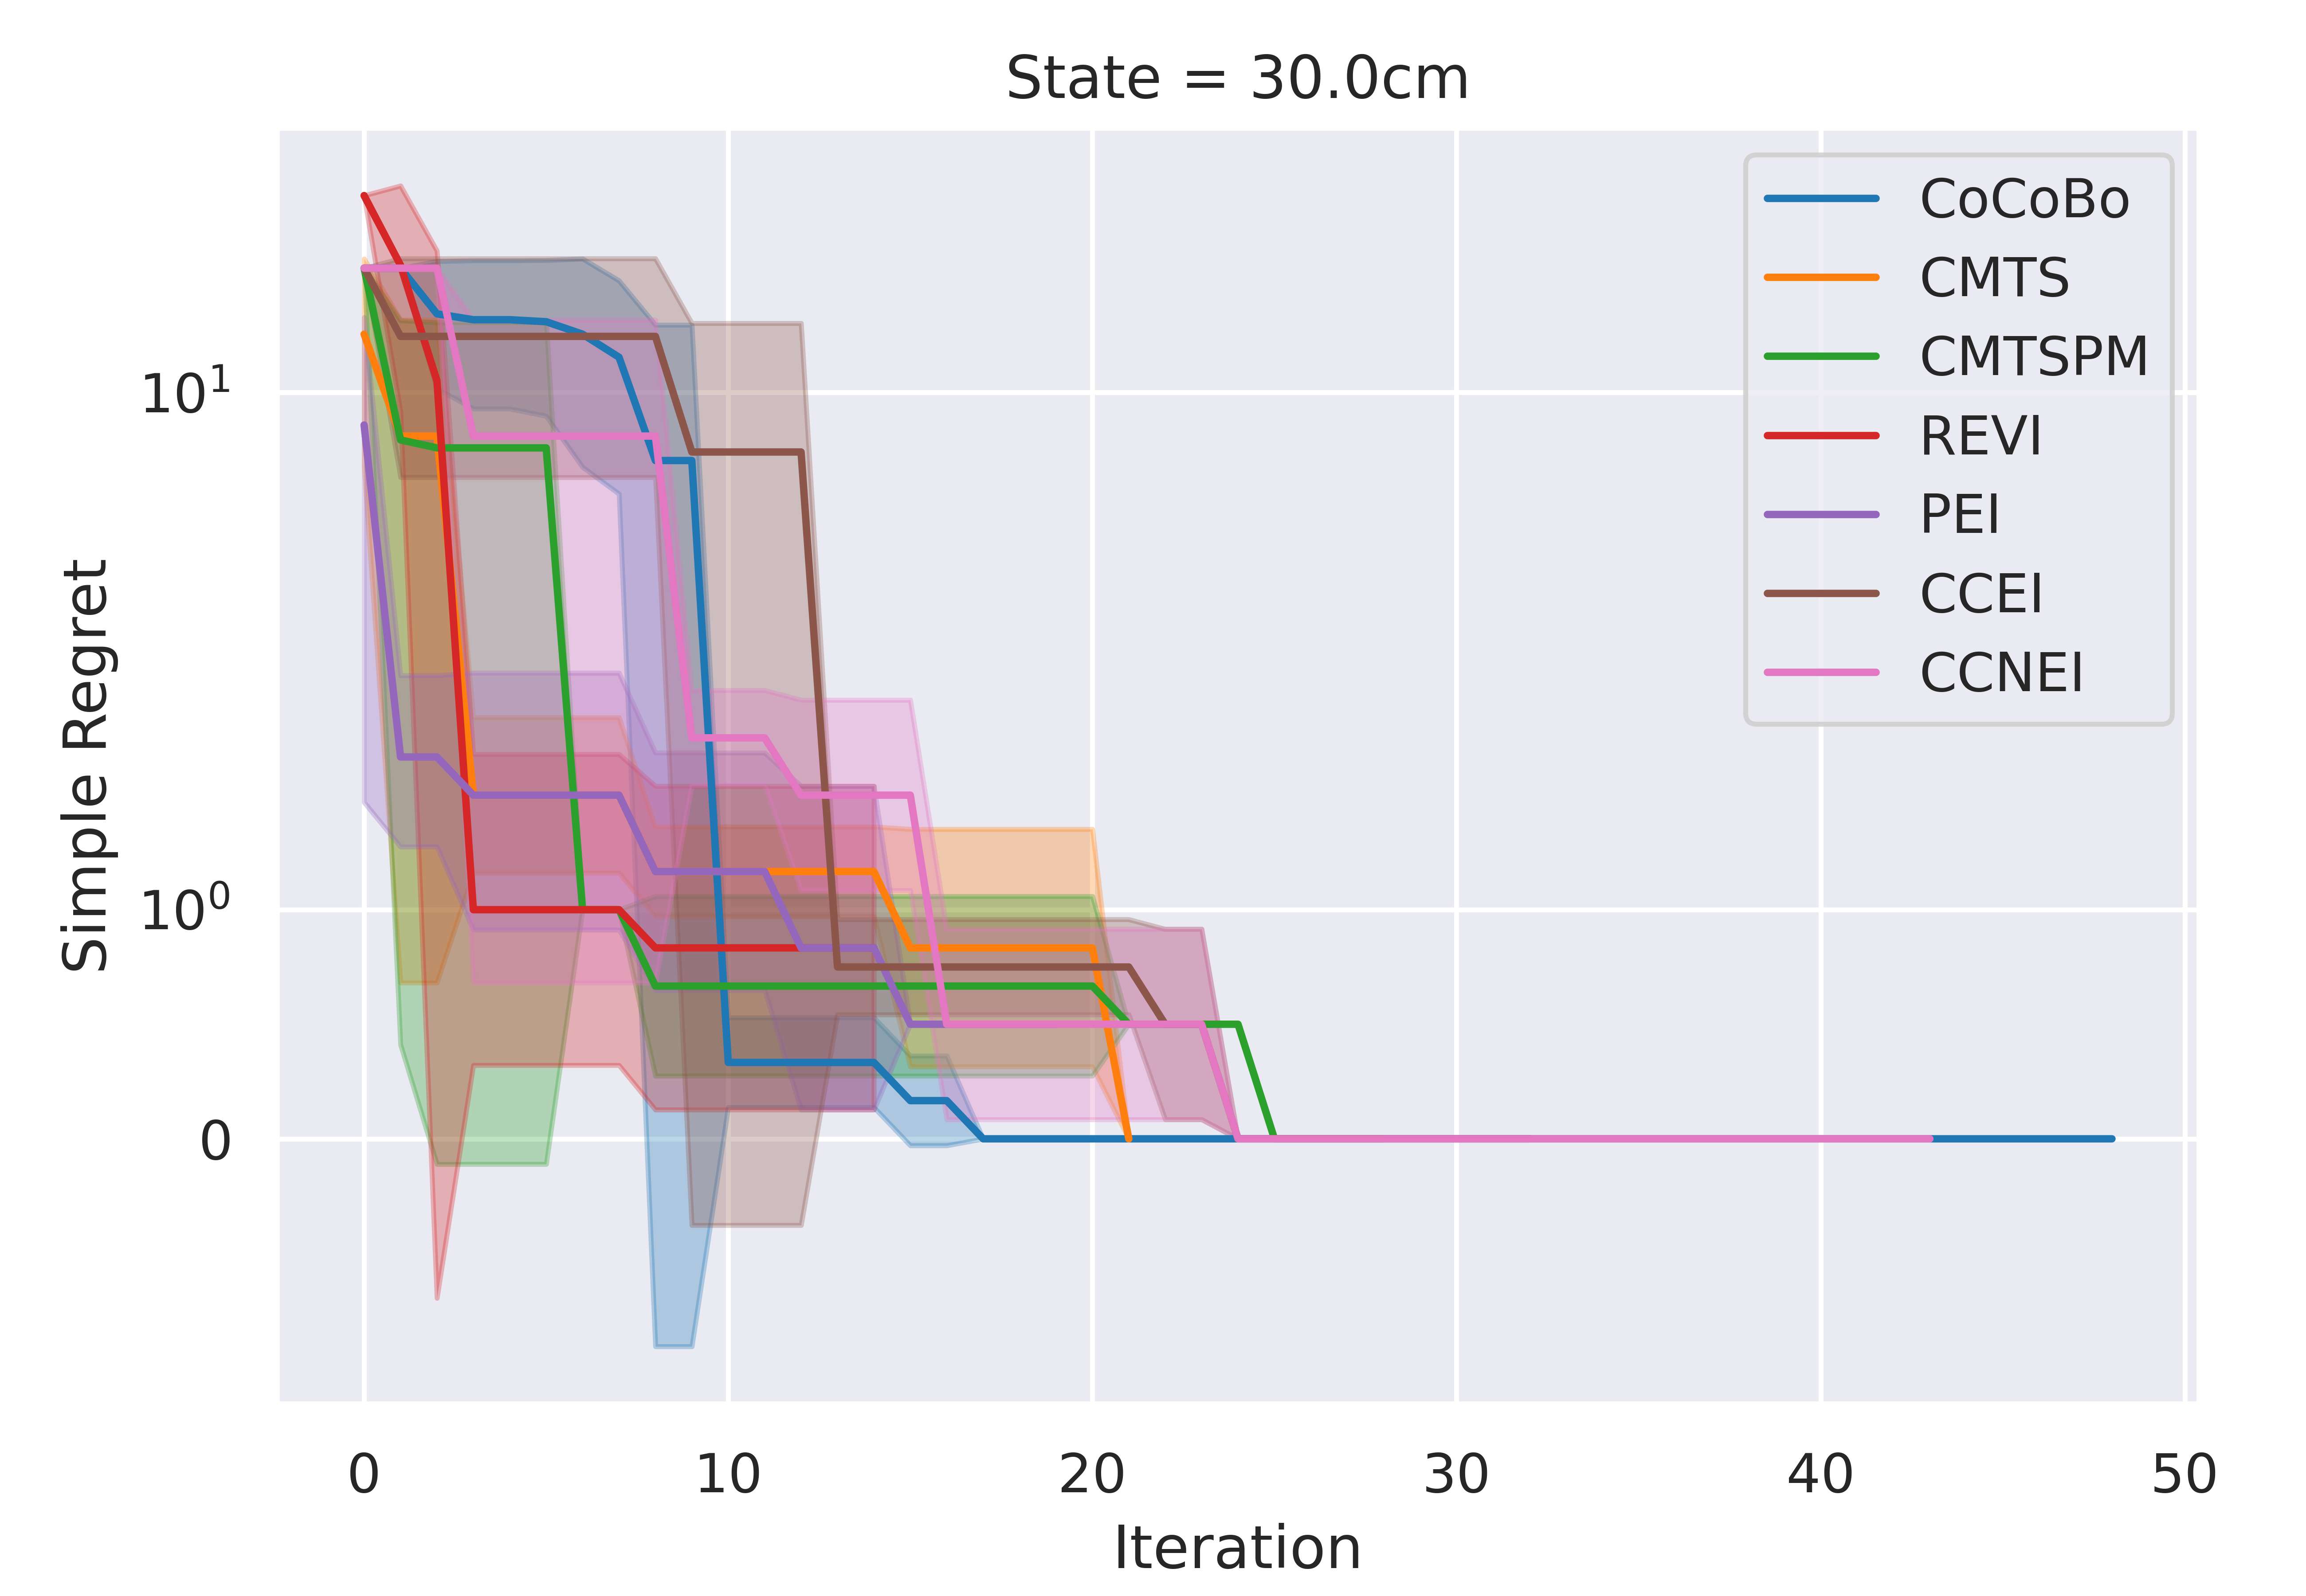 State = 30.0cm
Simple Regret
10¹
10⁰
0
CoCoBo
CMTS
CMTSPM
REVI
PEI
CCEI
CCNEI
0 10 20 30 40 50
Iteration